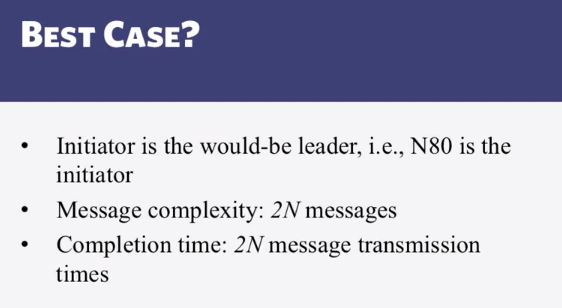 BEST CASE?
• Initiator is the would-be leader, i.e., N80 is the
initiator
• Message complexity: 2N messages
• Completion time: 2N message transmission
times